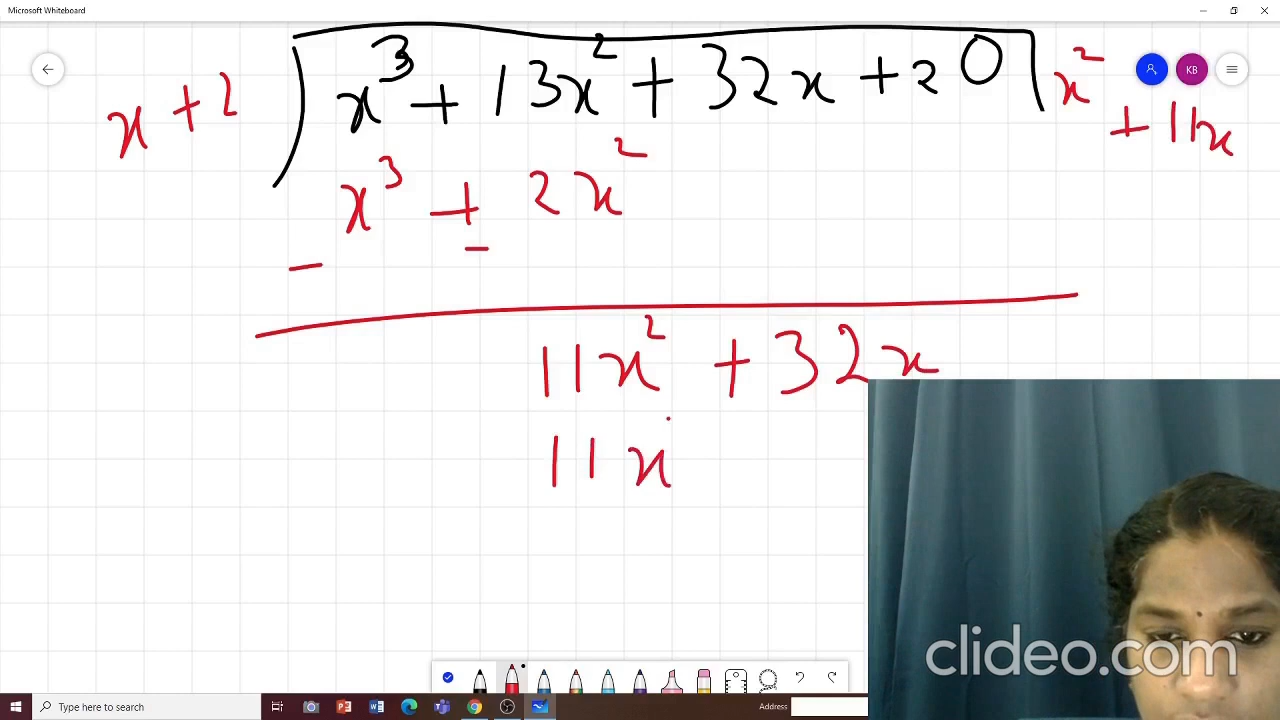 Microsoft Whiteboard
x + 2 ) x³ + 13x² + 32x + 20 ( x²
+ 11x
KB
x³ + 2x²
− −
11x² + 32x
11x
clideo.com
Type here to search
Address